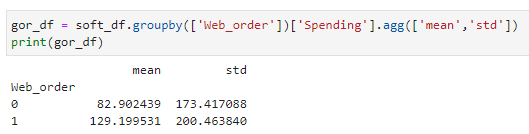 gor_df = soft_df.groupby(['Web_order'])['Spending'].agg(['mean','std'])
print(gor_df)
mean std
Web_order
0 82.902439 173.417088
1 129.199531 200.463840